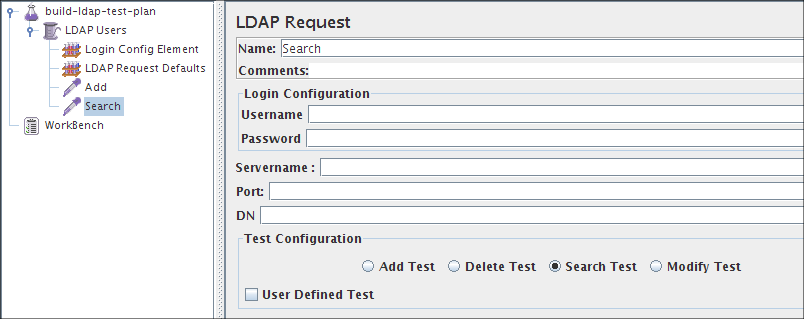 build-ldap-test-plan
LDAP Users
Login Config Element
LDAP Request Defaults
Add
Search
WorkBench
LDAP Request
Name: Search
Comments:
Login Configuration
Username
Password
Servername :
Port:
DN
Test Configuration
Add Test Delete Test Search Test Modify Test
User Defined Test